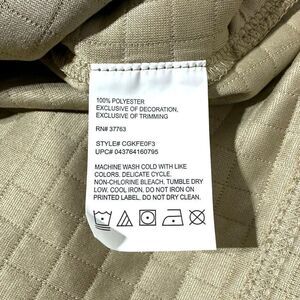 100% POLYESTER
EXCLUSIVE OF DECORATION,
EXCLUSIVE OF TRIMMING
RN# 37763
STYLE# CGKFE0F3
UPC# 043764160795
MACHINE WASH COLD WITH LIKE
COLORS. DELICATE CYCLE.
NON-CHLORINE BLEACH, TUMBLE DRY
LOW. COOL IRON, DO NOT IRON ON
PRINTED LABEL, DO NOT DRY CLEAN.